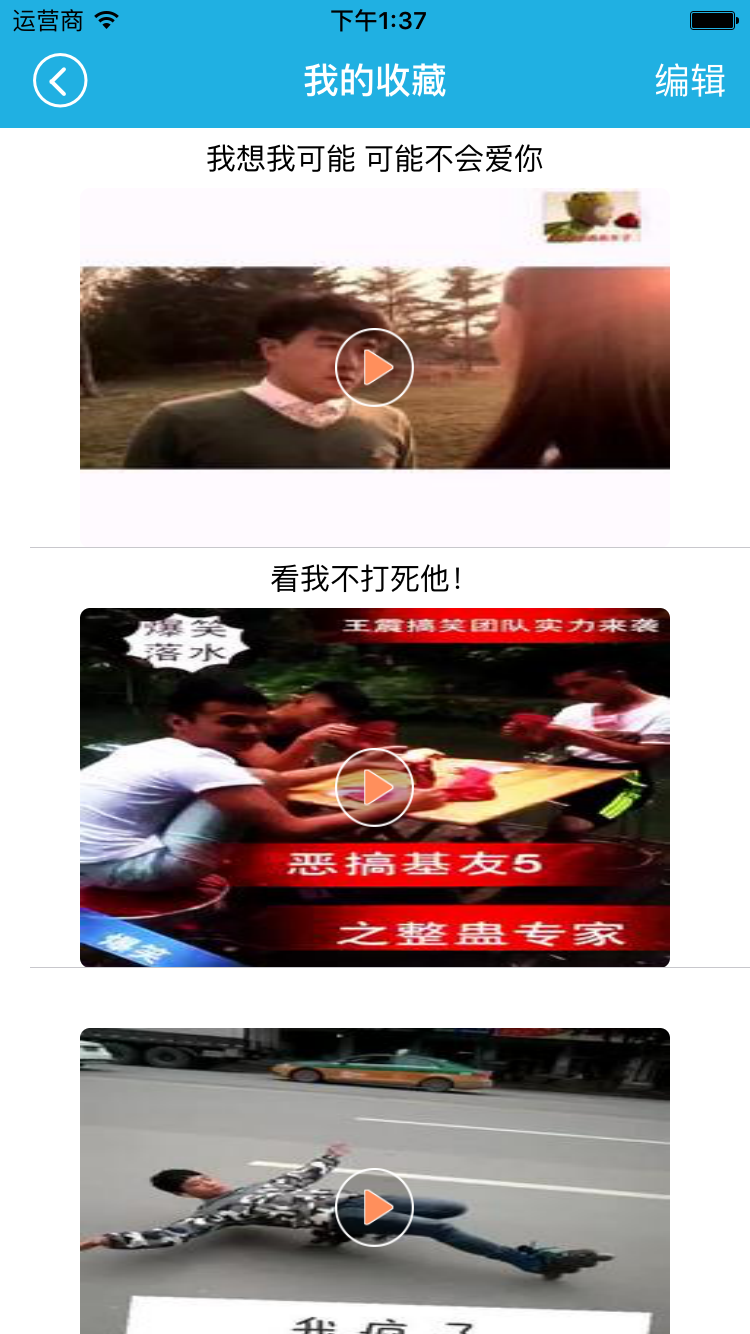 运营商 下午1:37
我的收藏 编辑
我想我可能 可能不会爱你
看我不打死他！
爆笑
落水
王震搞笑团队实力来袭
恶搞基友5
之整蛊专家
爆笑
我疯了